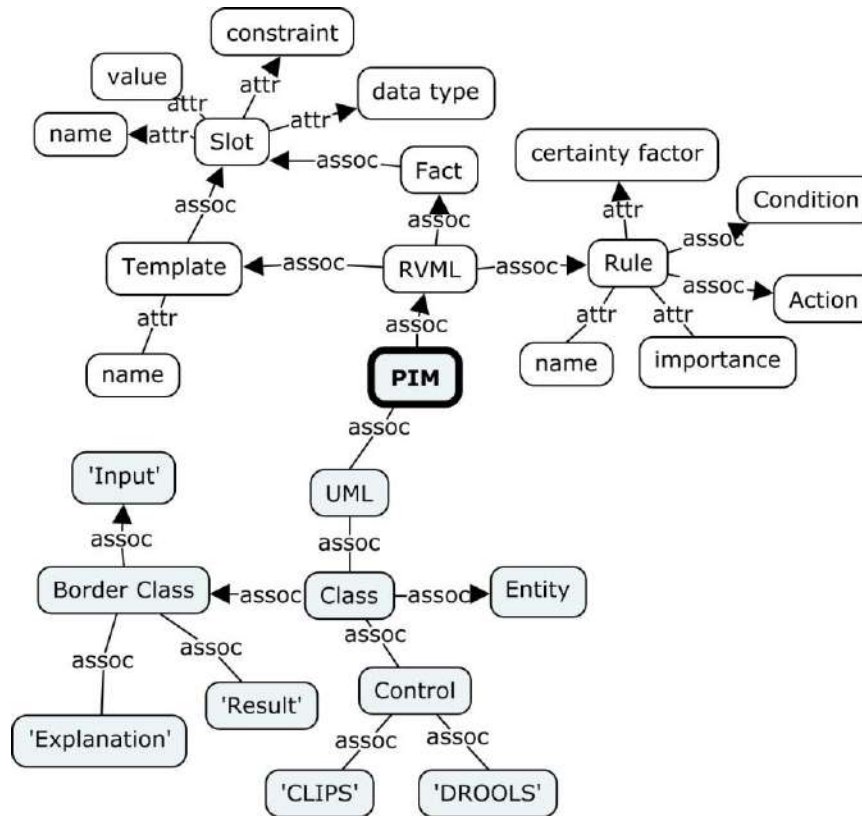 constraint
value
attr
data type
attr
attr
name
attr
Slot
assoc
Fact
certainty factor
assoc
assoc
attr
Condition
assoc
Template
assoc
RVML
assoc
Rule
assoc
Action
attr
assoc
attr
attr
name
PIM
name
importance
assoc
'Input'
UML
assoc
assoc
Border Class
assoc
Class
assoc
Entity
assoc
assoc
assoc
'Result'
Control
'Explanation'
assoc
assoc
'CLIPS'
'DROOLS'